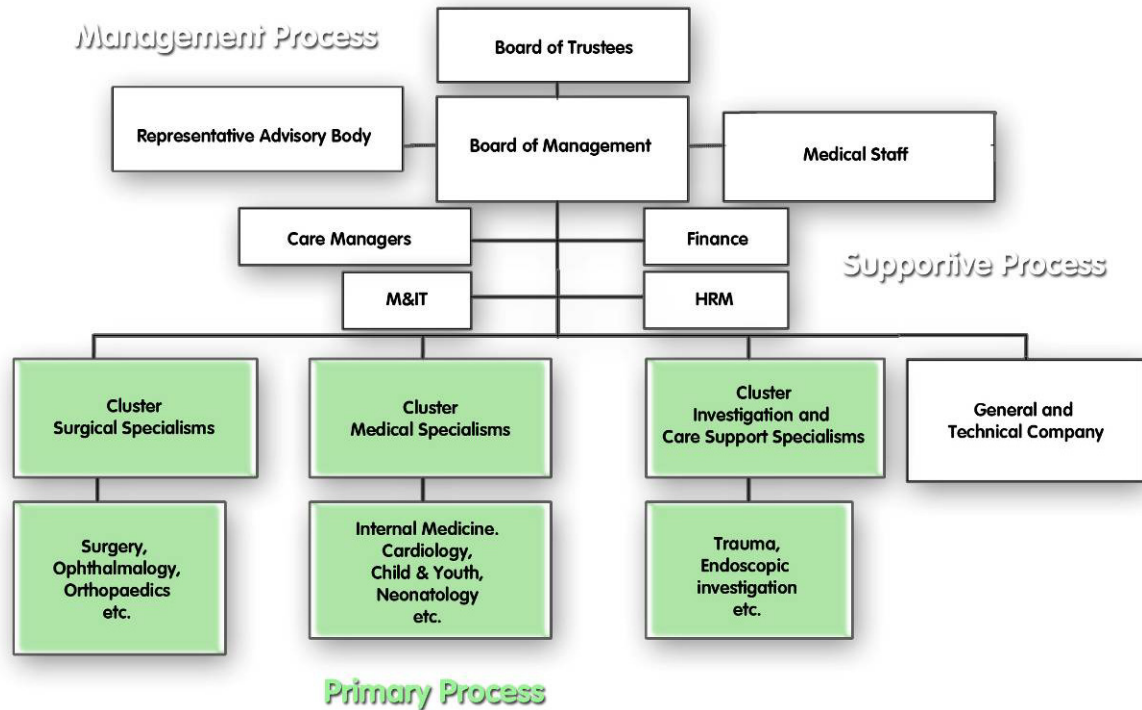 Management Process
Board of Trustees
Representative Advisory Body
Board of Management
Medical Staff
Care Managers
Finance
Supportive Process
M&IT
HRM
Cluster
Surgical Specialisms
Cluster
Medical Specialisms
Cluster
Investigation and
Care Support Specialisms
General and
Technical Company
Surgery,
Ophthalmalogy,
Orthopaedics
etc.
Internal Medicine.
Cardiology,
Child & Youth,
Neonatology
etc.
Trauma,
Endoscopic
investigation
etc.
Primary Process